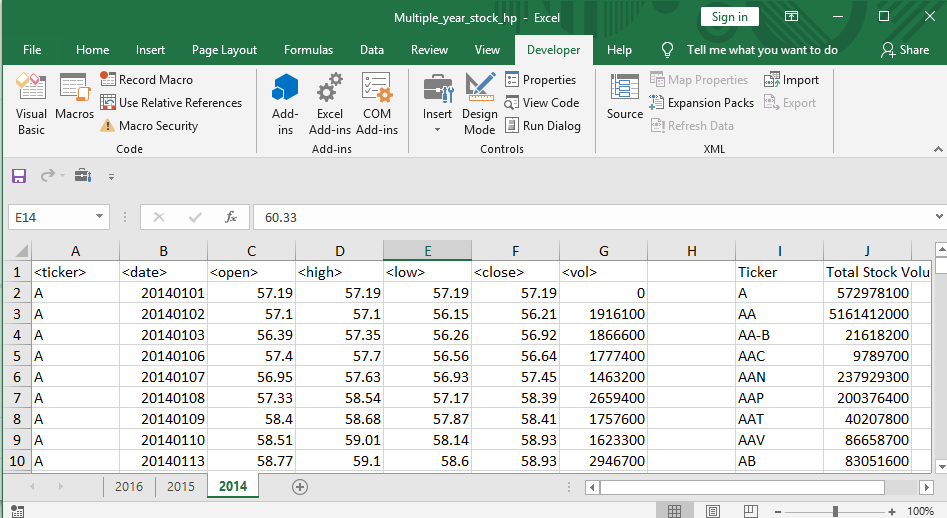 Multiple_year_stock_hp - Excel
Sign in
File Home Insert Page Layout Formulas Data Review View Developer Help Tell me what you want to do Share
Visual Basic
Macros
Record Macro
Use Relative References
Macro Security
Code
Add-ins
Excel Add-ins
COM Add-ins
Add-ins
Insert
Design Mode
Properties
View Code
Run Dialog
Controls
Source
Map Properties
Expansion Packs
Refresh Data
Import
Export
XML
E14 fx 60.33
A B C D E F G H I J
1 <ticker> <date> <open> <high> <low> <close> <vol> Ticker Total Stock Volu
2 A 20140101 57.19 57.19 57.19 57.19 0 A 572978100
3 A 20140102 57.1 57.1 56.15 56.21 1916100 AA 5161412000
4 A 20140103 56.39 57.35 56.26 56.92 1866600 AA-B 21618200
5 A 20140106 57.4 57.7 56.56 56.64 1777400 AAC 9789700
6 A 20140107 56.95 57.63 56.93 57.45 1463200 AAN 237929300
7 A 20140108 57.33 58.54 57.17 58.39 2659400 AAP 200376400
8 A 20140109 58.4 58.68 57.87 58.41 1757600 AAT 40207800
9 A 20140110 58.51 59.01 58.14 58.93 1623300 AAV 86658700
10 A 20140113 58.77 59.1 58.6 58.93 2946700 AB 83051600
2016 2015 2014
100%